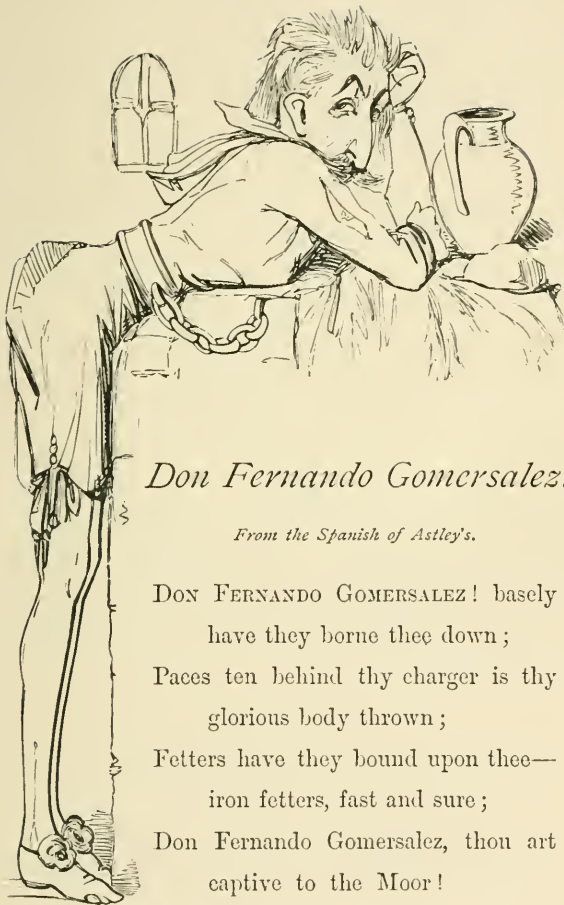 Don Fernando Gomersalez.
From the Spanish of Astley's.
DON FERNANDO GOMERSALEZ! basely
have they borne thee down;
Paces ten behind thy charger is thy
glorious body thrown;
Fetters have they bound upon thee—
iron fetters, fast and sure;
Don Fernando Gomersalez, thou art
captive to the Moor!